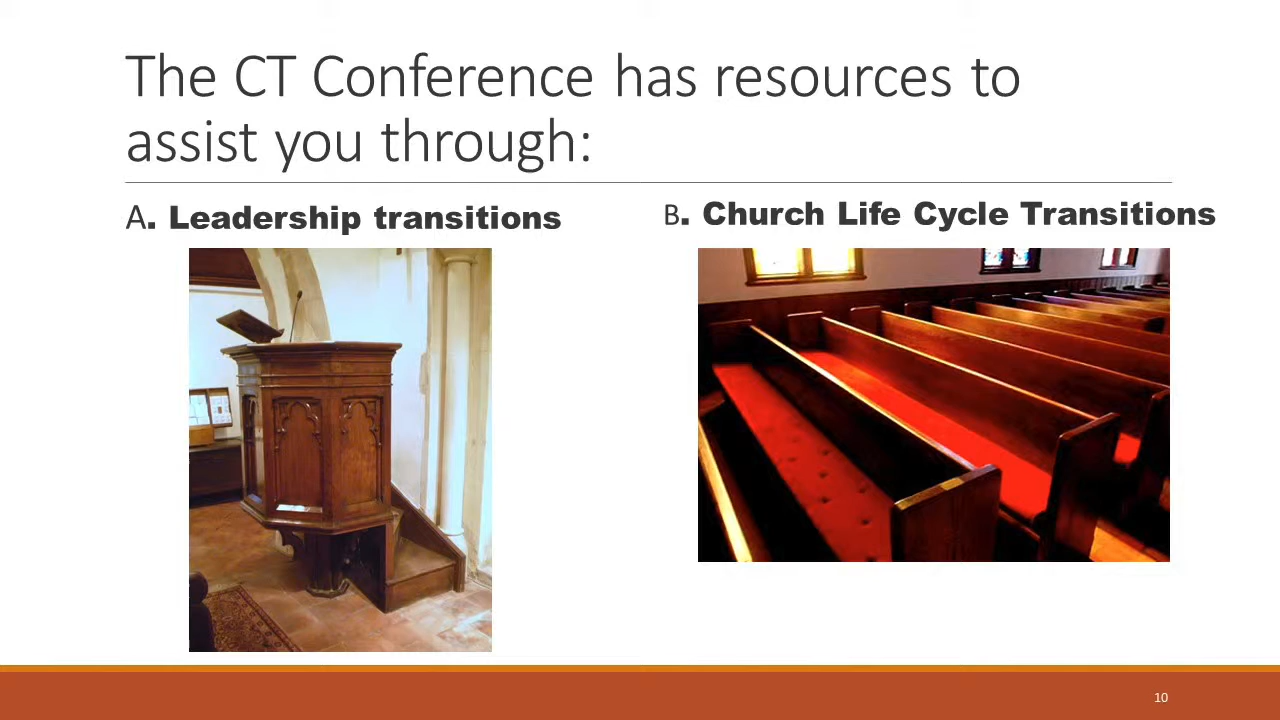 The CT Conference has resources to
assist you through:
A. Leadership transitions
B. Church Life Cycle Transitions
10